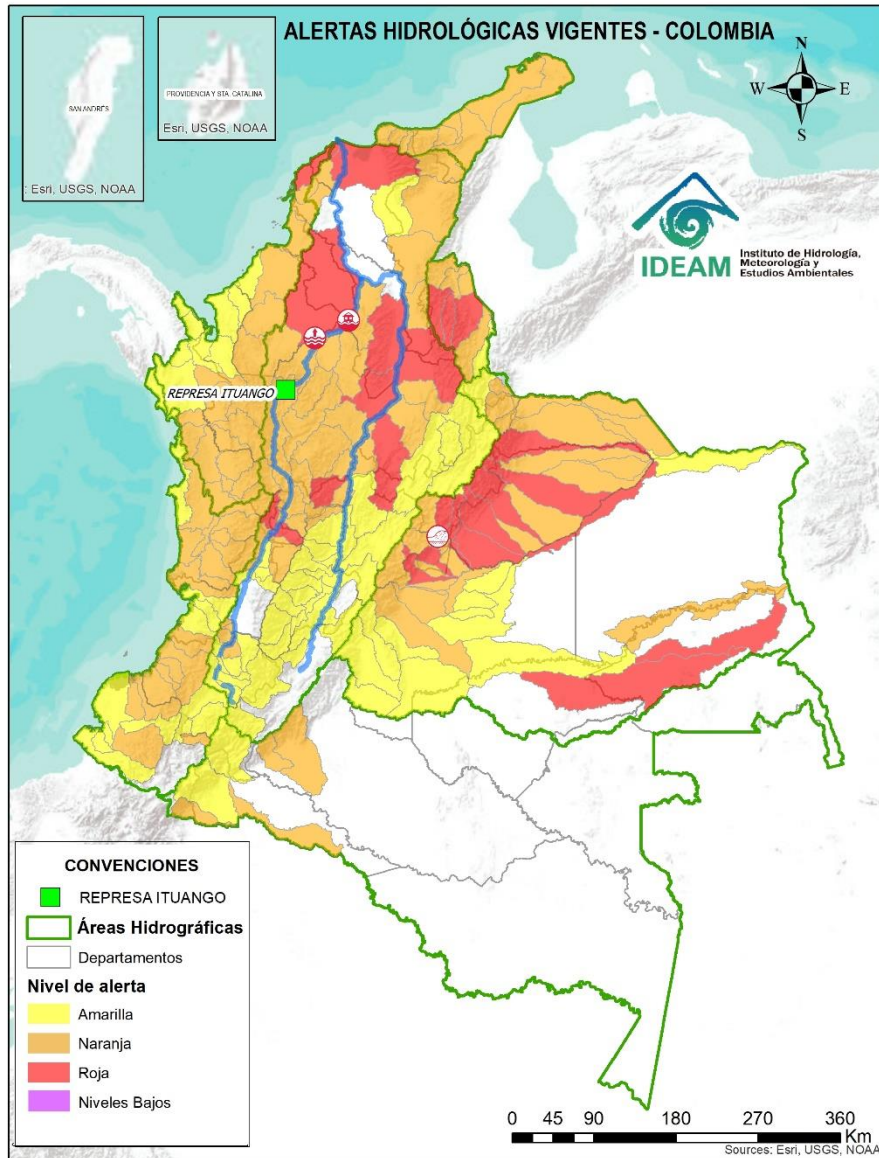 ALERTAS HIDROLÓGICAS VIGENTES - COLOMBIA
N
W
E
S
SAN ANDRÉS
: Esri, USGS, NOAA
PROVIDENCIA Y STA. CATALINA
Esri, USGS, NOAA
IDEAM
Instituto de Hidrología,
Meteorología y
Estudios Ambientales
REPRESA ITUANGO
CONVENCIONES
REPRESA ITUANGO
Áreas Hidrográficas
Departamentos
Nivel de alerta
Amarilla
Naranja
Roja
Niveles Bajos
0 45 90 180 270 360
Km
Sources: Esri, USGS, NOAA